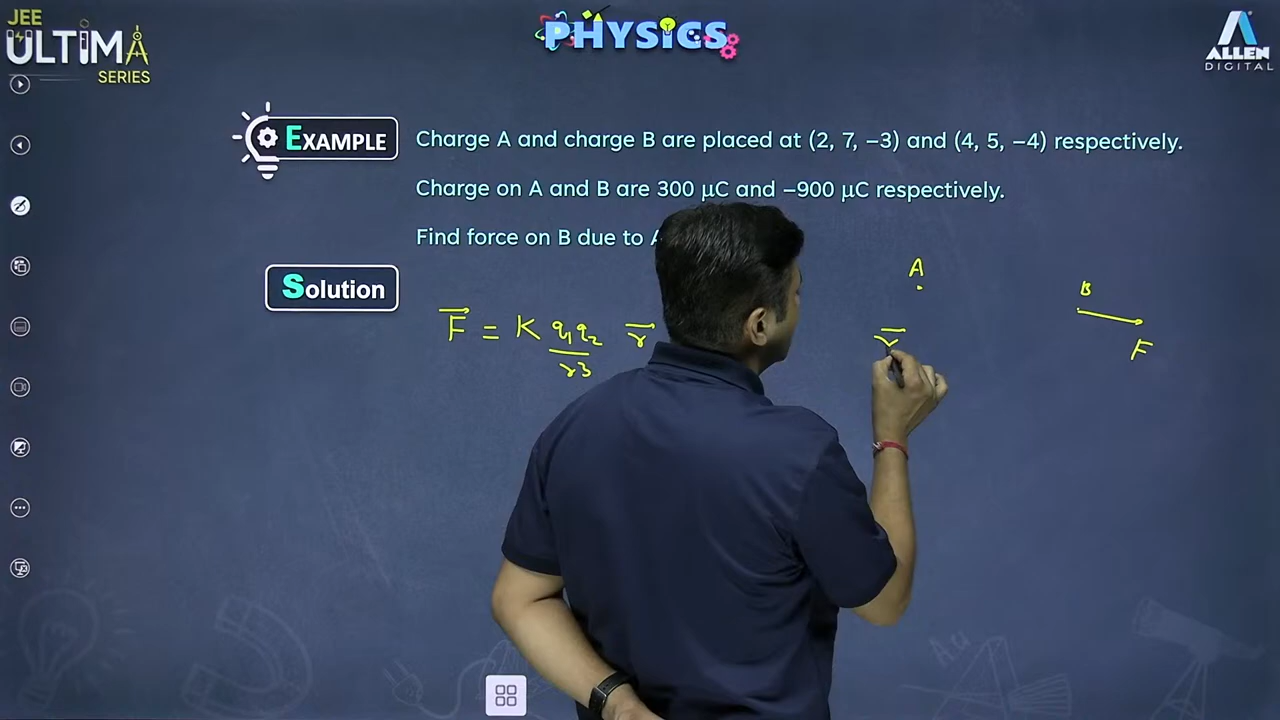 JEE
ULTIMA
SERIES
PHYSICS
ALLEN
DIGITAL
EXAMPLE
Charge A and charge B are placed at (2, 7, −3) and (4, 5, −4) respectively.
Charge on A and B are 300 μC and −900 μC respectively.
Find force on B due to A
Solution
A
B
F⃗ = K q₁q₂/r³ r⃗
r⃗
F
Au